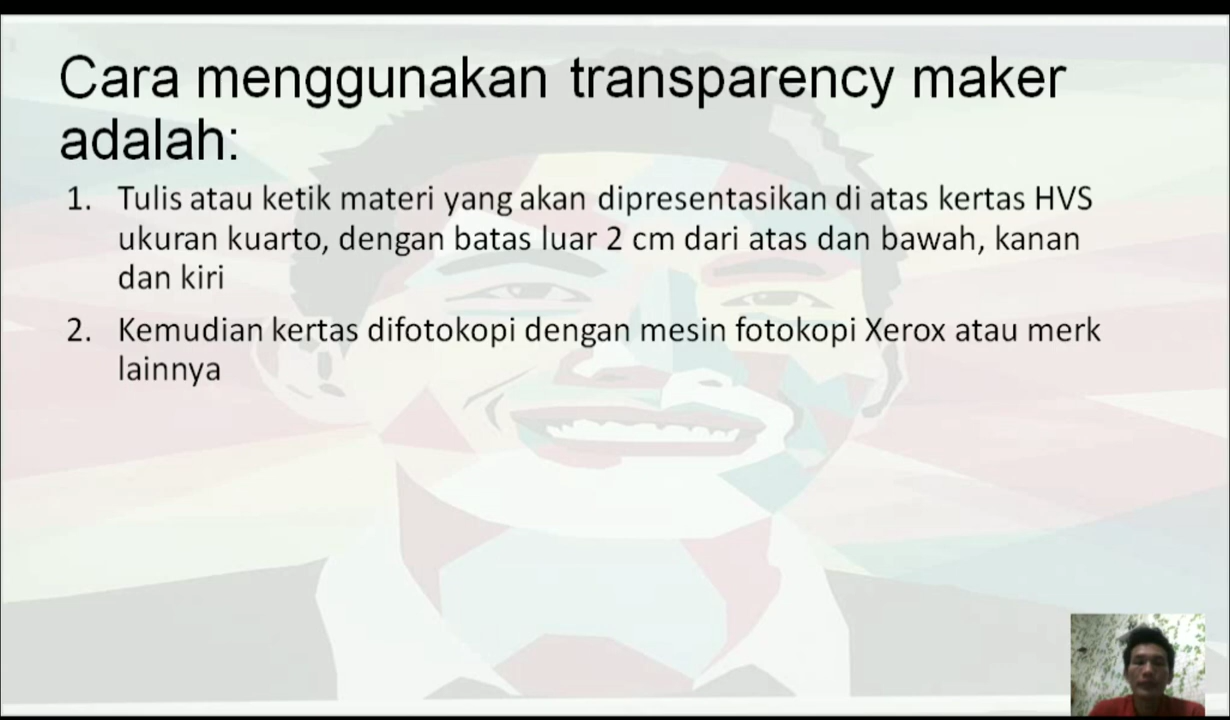 Cara menggunakan transparency maker
adalah:
1. Tulis atau ketik materi yang akan dipresentasikan di atas kertas HVS
ukuran kuarto, dengan batas luar 2 cm dari atas dan bawah, kanan
dan kiri
2. Kemudian kertas difotokopi dengan mesin fotokopi Xerox atau merk
lainnya